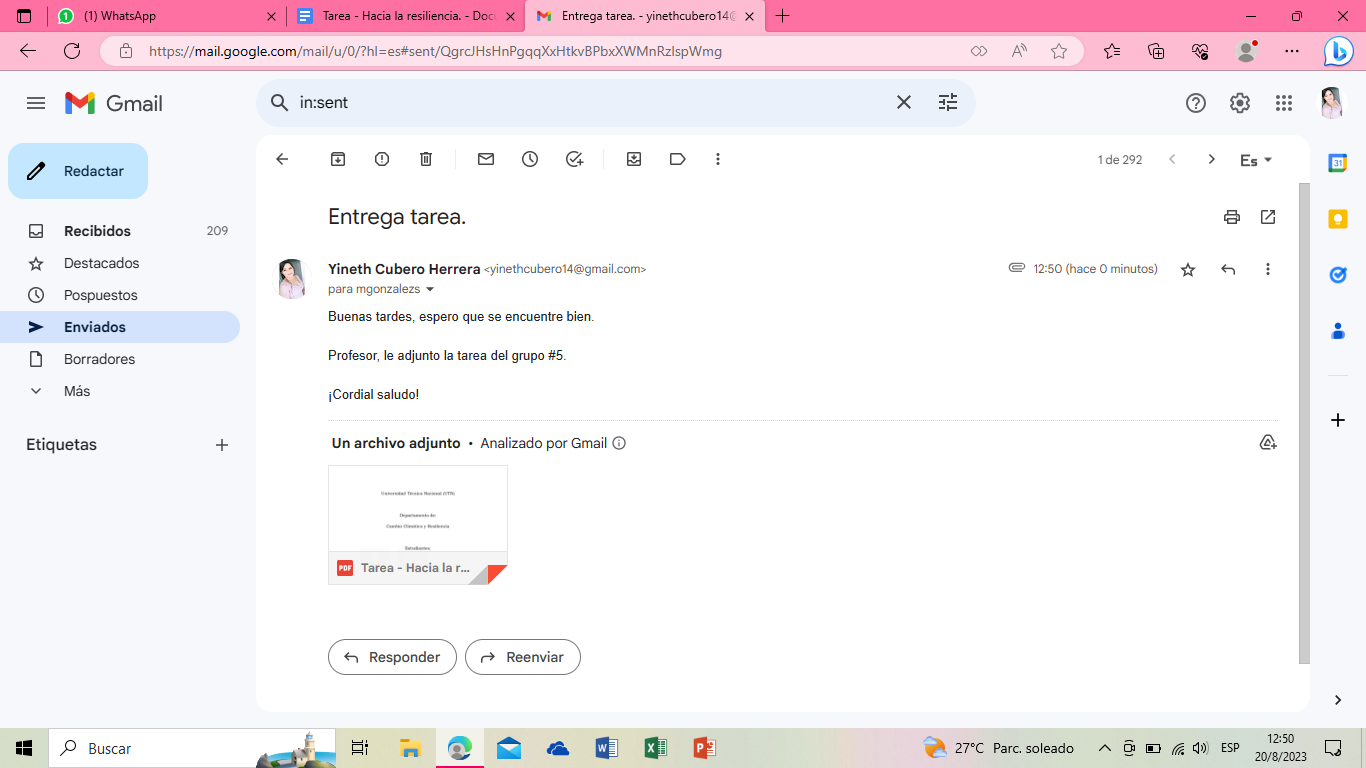 (1) WhatsApp
Tarea - Hacia la resiliencia. - Docu
Entrega tarea. - yinethcubero14@
https://mail.google.com/mail/u/0/?hl=es#sent/QgrcJHsHnPgqqXxHtkvBPbxXWMnRzIspWmg
Gmail
in:sent
Redactar
1 de 292
Es
Recibidos 209
Destacados
Pospuestos
Enviados
Borradores
Más
Etiquetas
Entrega tarea.
Yineth Cubero Herrera <yinethcubero14@gmail.com>
12:50 (hace 0 minutos)
para mgonzalezs
Buenas tardes, espero que se encuentre bien.
Profesor, le adjunto la tarea del grupo #5.
¡Cordial saludo!
Un archivo adjunto • Analizado por Gmail
Universidad Técnica Nacional (UTN)
Departamento de:
Cambio Climático y Resiliencia
Estudiantes:
PDF Tarea - Hacia la r...
Responder
Reenviar
31
Buscar
27°C Parc. soleado
ESP
12:50
20/8/2023